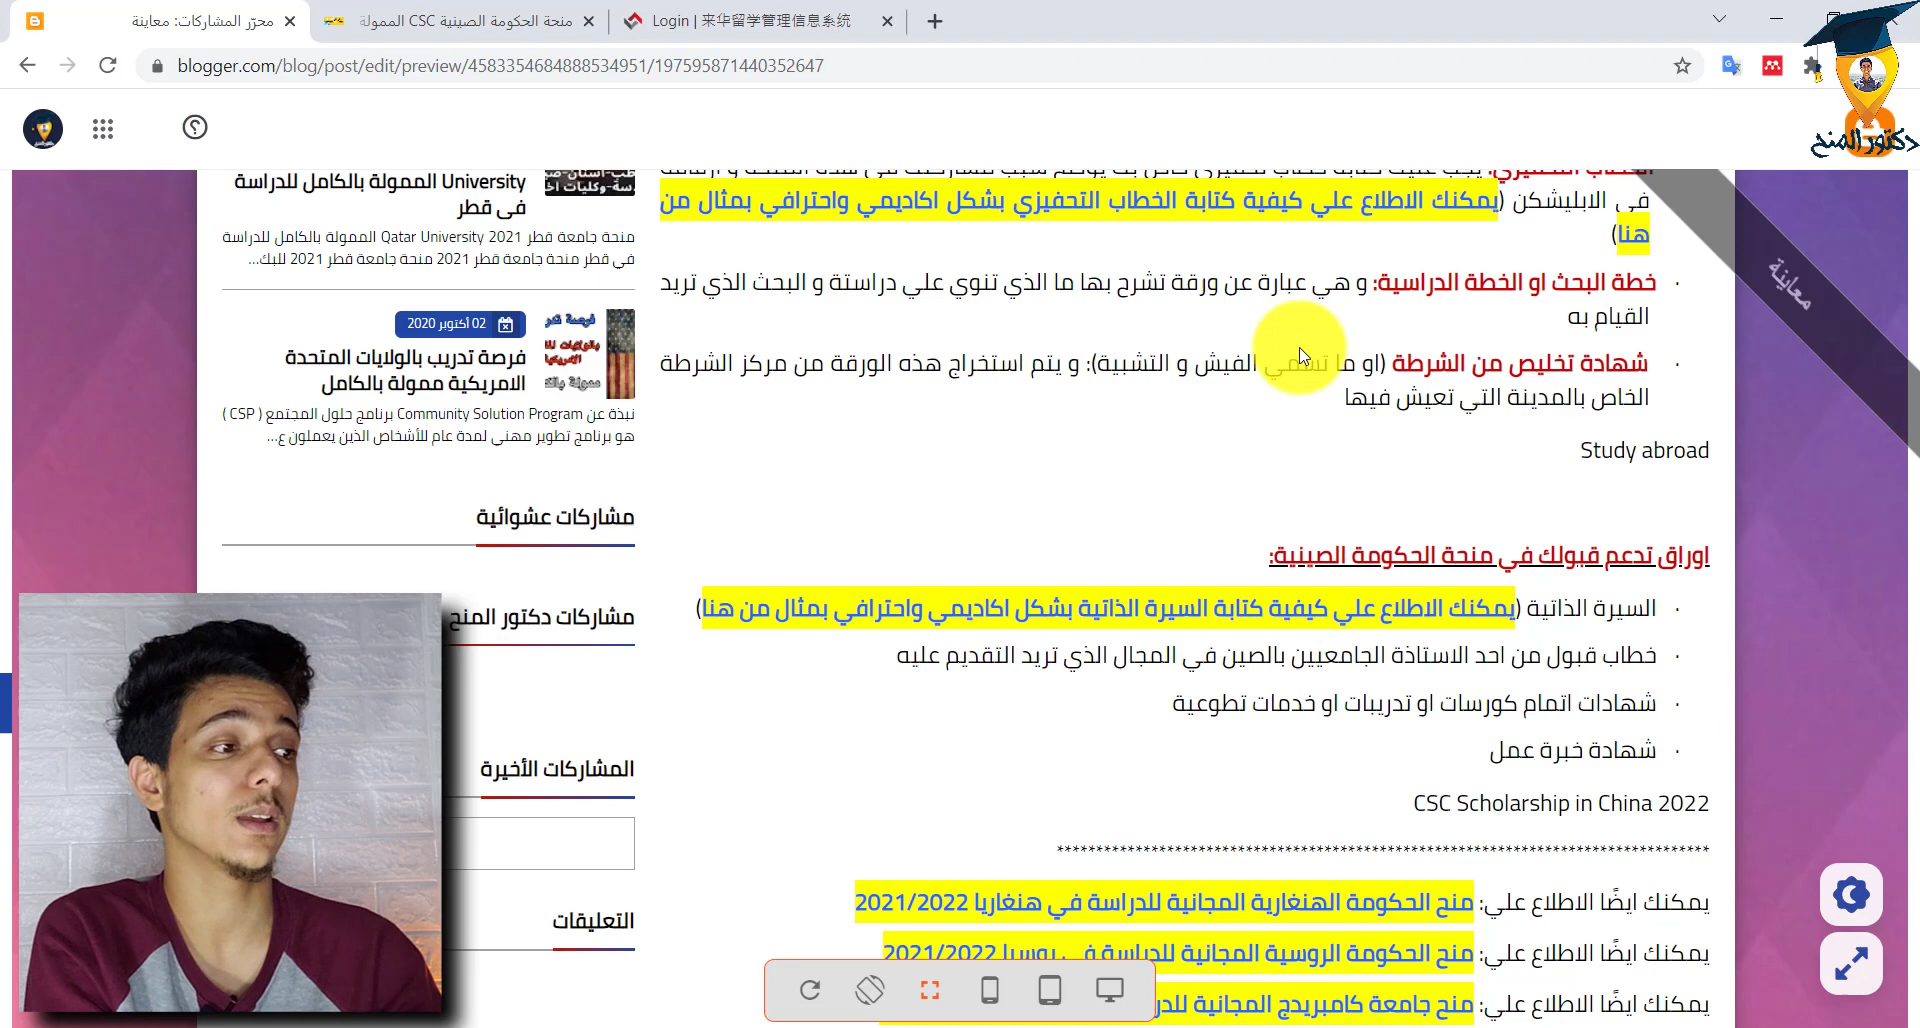 محرّر المشاركات: معاينة
منحة الحكومة الصينية CSC الممولة
Login | 来华留学管理信息系统
blogger.com/blog/post/edit/preview/4583354684888534951/197595871440352647
دكتور المنح
معاينة
في الابليشكن (يمكنك الاطلاع علي كيفية كتابة الخطاب التحفيزي بشكل اكاديمي واحترافي بمثال من
هنا)
· خطة البحث او الخطة الدراسية: و هي عبارة عن ورقة تشرح بها ما الذي تنوي علي دراستة و البحث الذي تريد
القيام به
· شهادة تخليص من الشرطة (او ما تسمي الفيش و التشبية): و يتم استخراج هذه الورقة من مركز الشرطة
الخاص بالمدينة التي تعيش فيها
Study abroad
اوراق تدعم قبولك في منحة الحكومة الصينية:
· السيرة الذاتية (يمكنك الاطلاع علي كيفية كتابة السيرة الذاتية بشكل اكاديمي واحترافي بمثال من هنا)
· خطاب قبول من احد الاستاذة الجامعيين بالصين في المجال الذي تريد التقديم عليه
· شهادات اتمام كورسات او تدريبات او خدمات تطوعية
· شهادة خبرة عمل
CSC Scholarship in China 2022
يمكنك ايضًا الاطلاع علي: منح الحكومة الهنغارية المجانية للدراسة في هنغاريا 2021/2022
يمكنك ايضًا الاطلاع علي: منح الحكومة الروسية المجانية للدراسة في روسيا 2021/2022
يمكنك ايضًا الاطلاع علي: منح جامعة كامبريدج المجانية
University الممولة بالكامل للدراسة
في قطر
منحة جامعة قطر 2021 Qatar University الممولة بالكامل للدراسة
في قطر منحة جامعة قطر 2021 منحة جامعة قطر 2021 للبك...
02 أكتوبر 2020
فرصة تدريب بالولايات المتحدة
الامريكية ممولة بالكامل
نبذة عن Community Solution Program برنامج حلول المجتمع ( CSP )
هو برنامج تطوير مهني لمدة عام للأشخاص الذين يعملون ع...
مشاركات عشوائية
مشاركات دكتور المنح
المشاركات الأخيرة
التعليقات